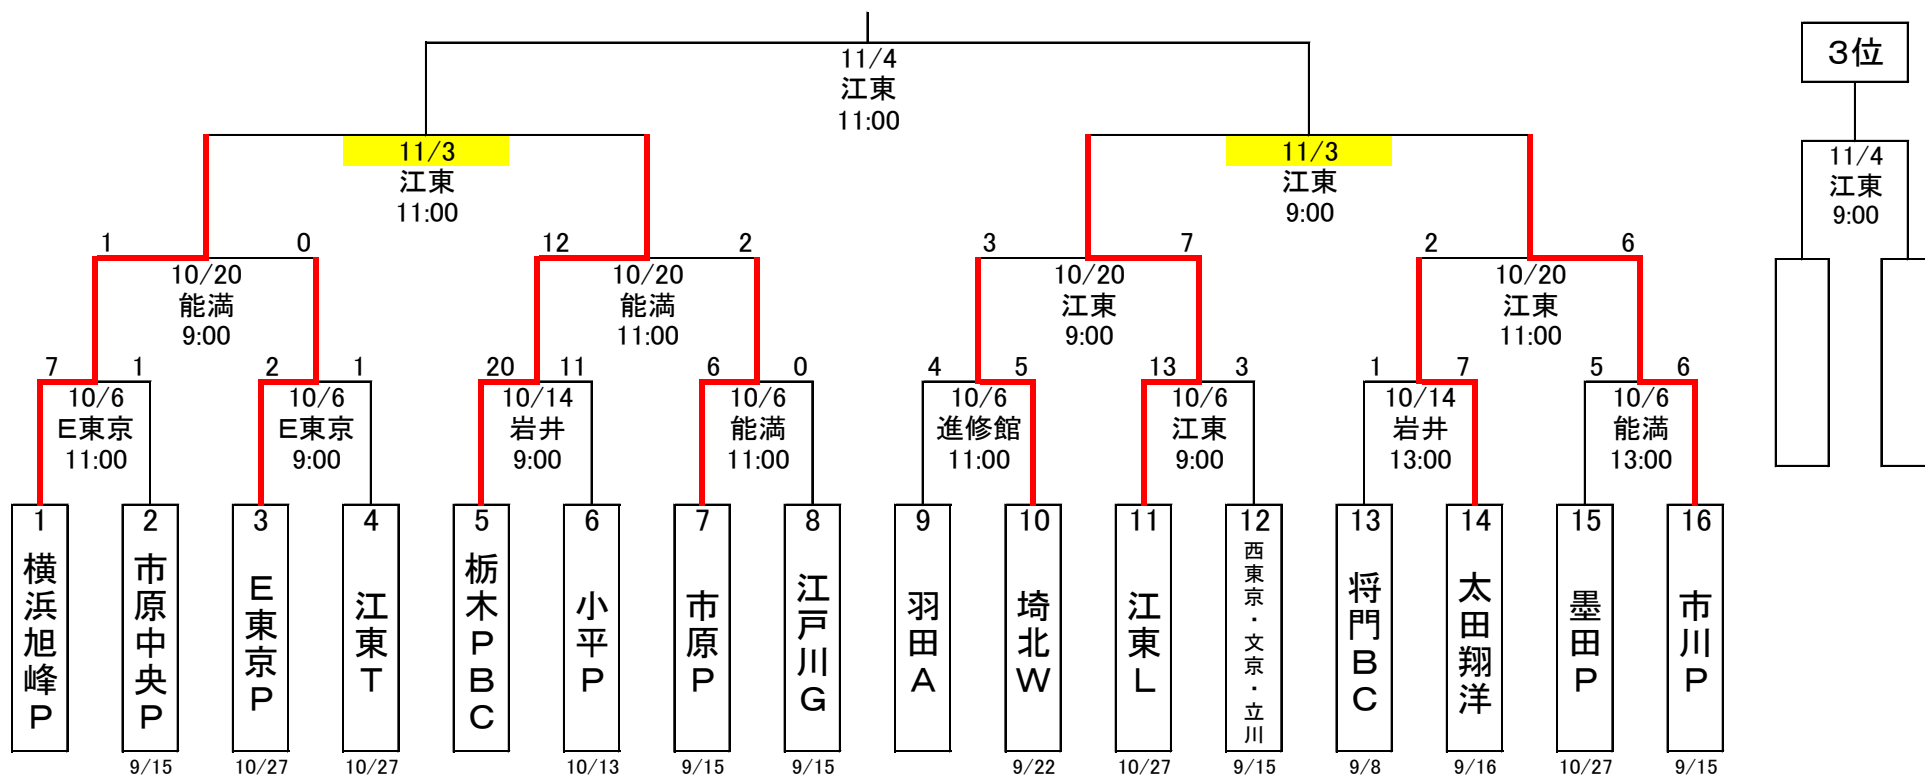 11/4
江東
11:00
3位
11/3
江東
11:00
11/3
江東
9:00
11/4
江東
9:00
1 0 12 2 3 7 2 6
10/20
能満
9:00
10/20
能満
11:00
10/20
江東
9:00
10/20
江東
11:00
7 1 2 1 20 11 6 0 4 5 13 3 1 7 5 6
10/6
E東京
11:00
10/6
E東京
9:00
10/14
岩井
9:00
10/6
能満
11:00
10/6
進修館
11:00
10/6
江東
9:00
10/14
岩井
13:00
10/6
能満
13:00
1
横浜旭峰P
2
市原中央P
3
E東京P
4
江東T
5
栃木PBC
6
小平P
7
市原P
8
江戸川G
9
羽田A
10
埼北W
11
江東L
12
西東京・文京・立川
13
将門BC
14
太田翔洋
15
墨田P
16
市川P
9/15 10/27 10/27 10/13 9/15 9/15 9/22 10/27 9/15 9/8 9/16 10/27 9/15